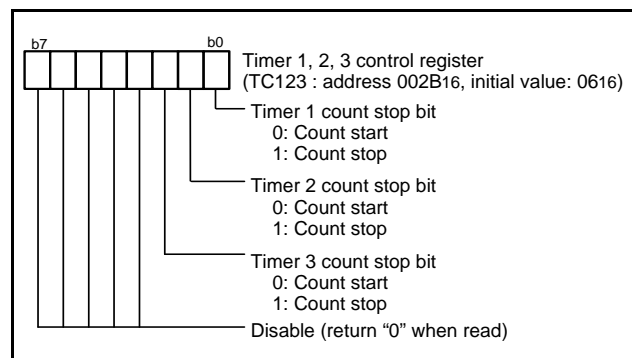 b7 b0
Timer 1, 2, 3 control register
(TC123 : address 002B16, initial value: 0616)
Timer 1 count stop bit
0: Count start
1: Count stop
Timer 2 count stop bit
0: Count start
1: Count stop
Timer 3 count stop bit
0: Count start
1: Count stop
Disable (return “0” when read)